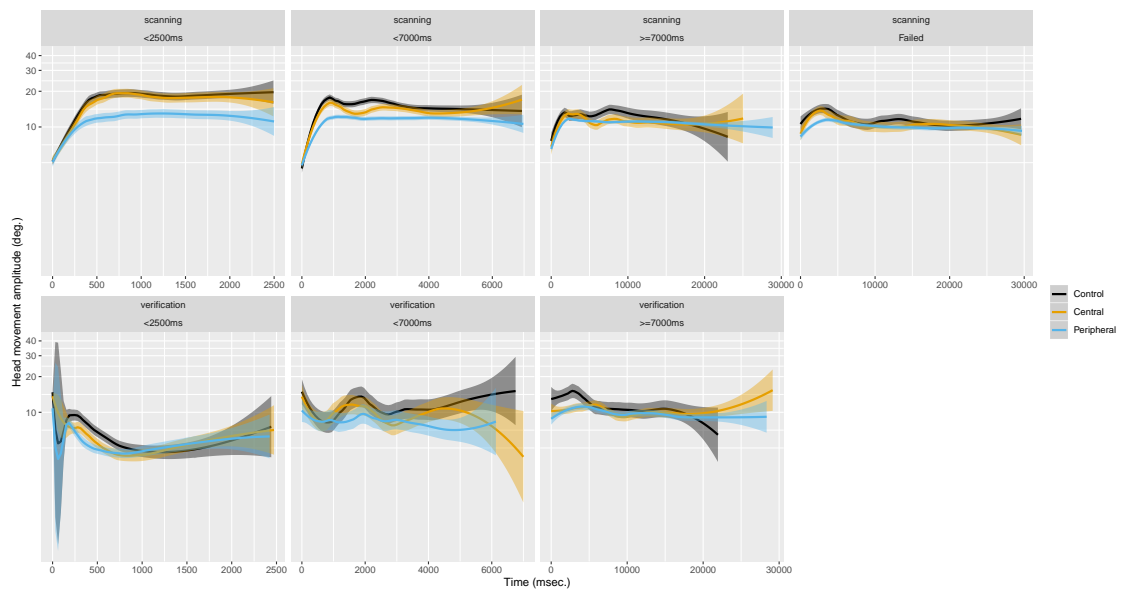 scanning
<2500ms
scanning
<7000ms
scanning
>=7000ms
scanning
Failed
40
30
20
10
0 500 1000 1500 2000 2500
0 2000 4000 6000
0 10000 20000 30000
0 10000 20000 30000
Head movement amplitude (deg.)
verification
<2500ms
verification
<7000ms
verification
>=7000ms
40
30
20
10
0 500 1000 1500 2000 2500
0 2000 4000 6000
0 10000 20000 30000
Time (msec.)
Control
Central
Peripheral